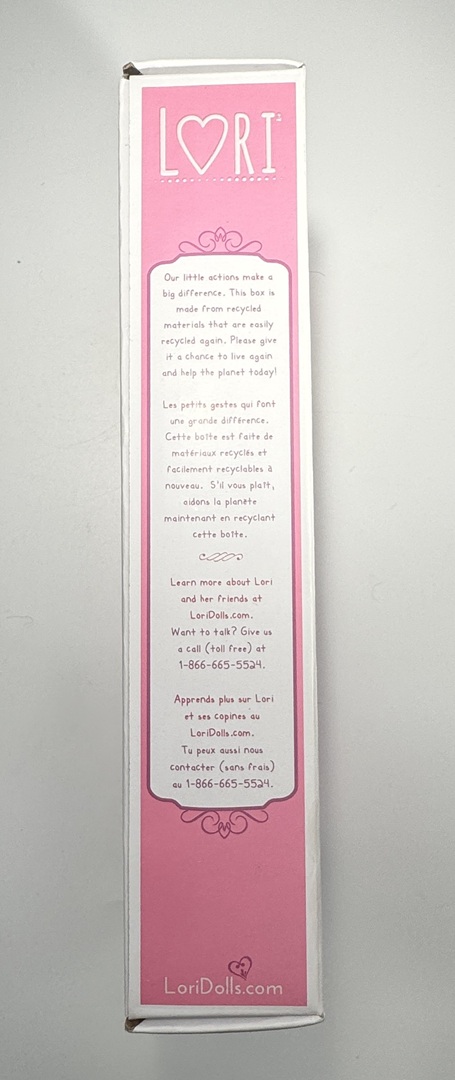 LORI
Our little actions make a
big difference. This box is
made from recycled
materials that are easily
recycled again. Please give
it a chance to live again
and help the planet today!
Les petits gestes qui font
une grande différence.
Cette boîte est faite de
matériaux recyclés et
facilement recyclables à
nouveau. S'il vous plaît,
aidons la planète
maintenant en recyclant
cette boîte.
Learn more about Lori
and her friends at
LoriDolls.com.
Want to talk? Give us
a call (toll free) at
1-866-665-5524.
Apprends plus sur Lori
et ses copines au
LoriDolls.com.
Tu peux aussi nous
contacter (sans frais)
au 1-866-665-5524.
LoriDolls.com